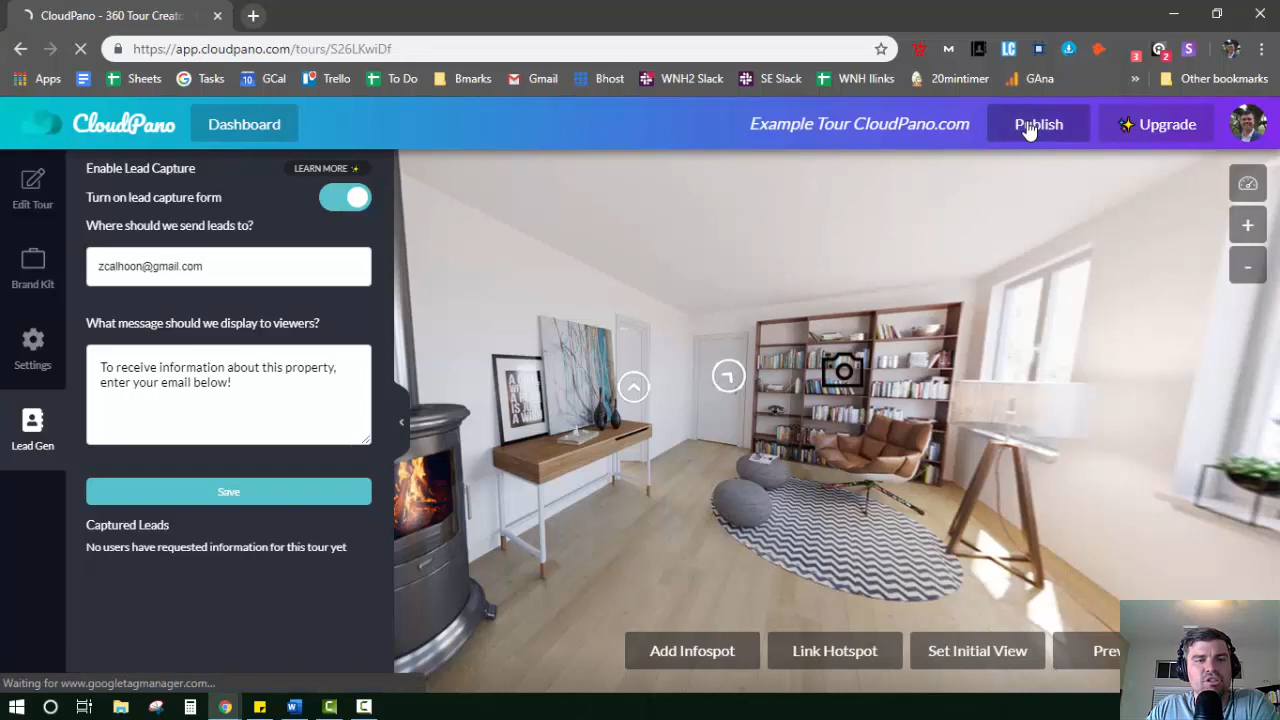 CloudPano - 360 Tour Creato
https://app.cloudpano.com/tours/S26LKwiDf
Apps
Sheets
Tasks
GCal
Trello
To Do
Bmarks
Gmail
Bhost
WNH2 Slack
SE Slack
WNH Ilinks
20mintimer
GAna
»
Other bookmarks
CloudPano
Dashboard
Example Tour CloudPano.com
Publish
Upgrade
Edit Tour
Brand Kit
Settings
Lead Gen
Enable Lead Capture
LEARN MORE
Turn on lead capture form
Where should we send leads to?
zcalhoon@gmail.com
What message should we display to viewers?
To receive information about this property,
enter your email below!
Save
Captured Leads
No users have requested information for this tour yet
+
-
Add Infospot
Link Hotspot
Set Initial View
Prev
Waiting for www.googletagmanager.com...